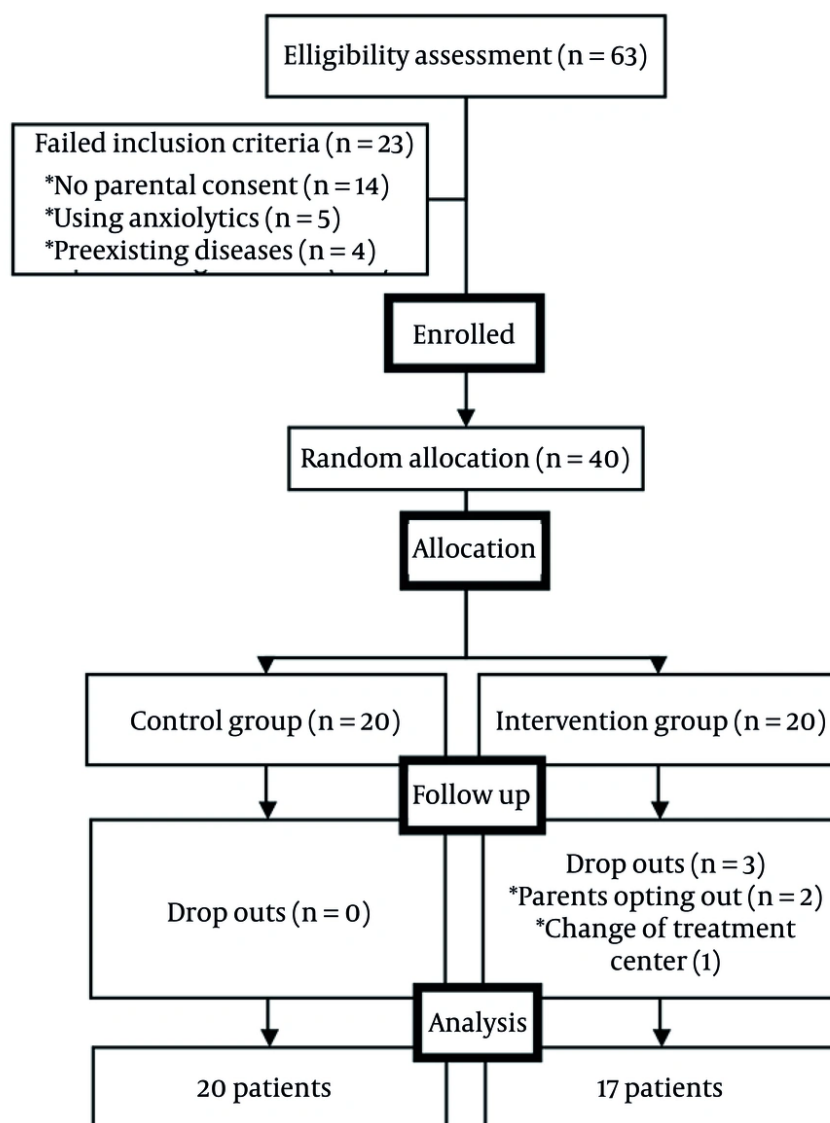 Elligibility assessment (n = 63)
Failed inclusion criteria (n = 23)
*No parental consent (n = 14)
*Using anxiolytics (n = 5)
*Preexisting diseases (n = 4)
Enrolled
Random allocation (n = 40)
Allocation
Control group (n = 20)
Intervention group (n = 20)
Follow up
Drop outs (n = 0)
Drop outs (n = 3)
*Parents opting out (n = 2)
*Change of treatment
center (1)
Analysis
20 patients
17 patients